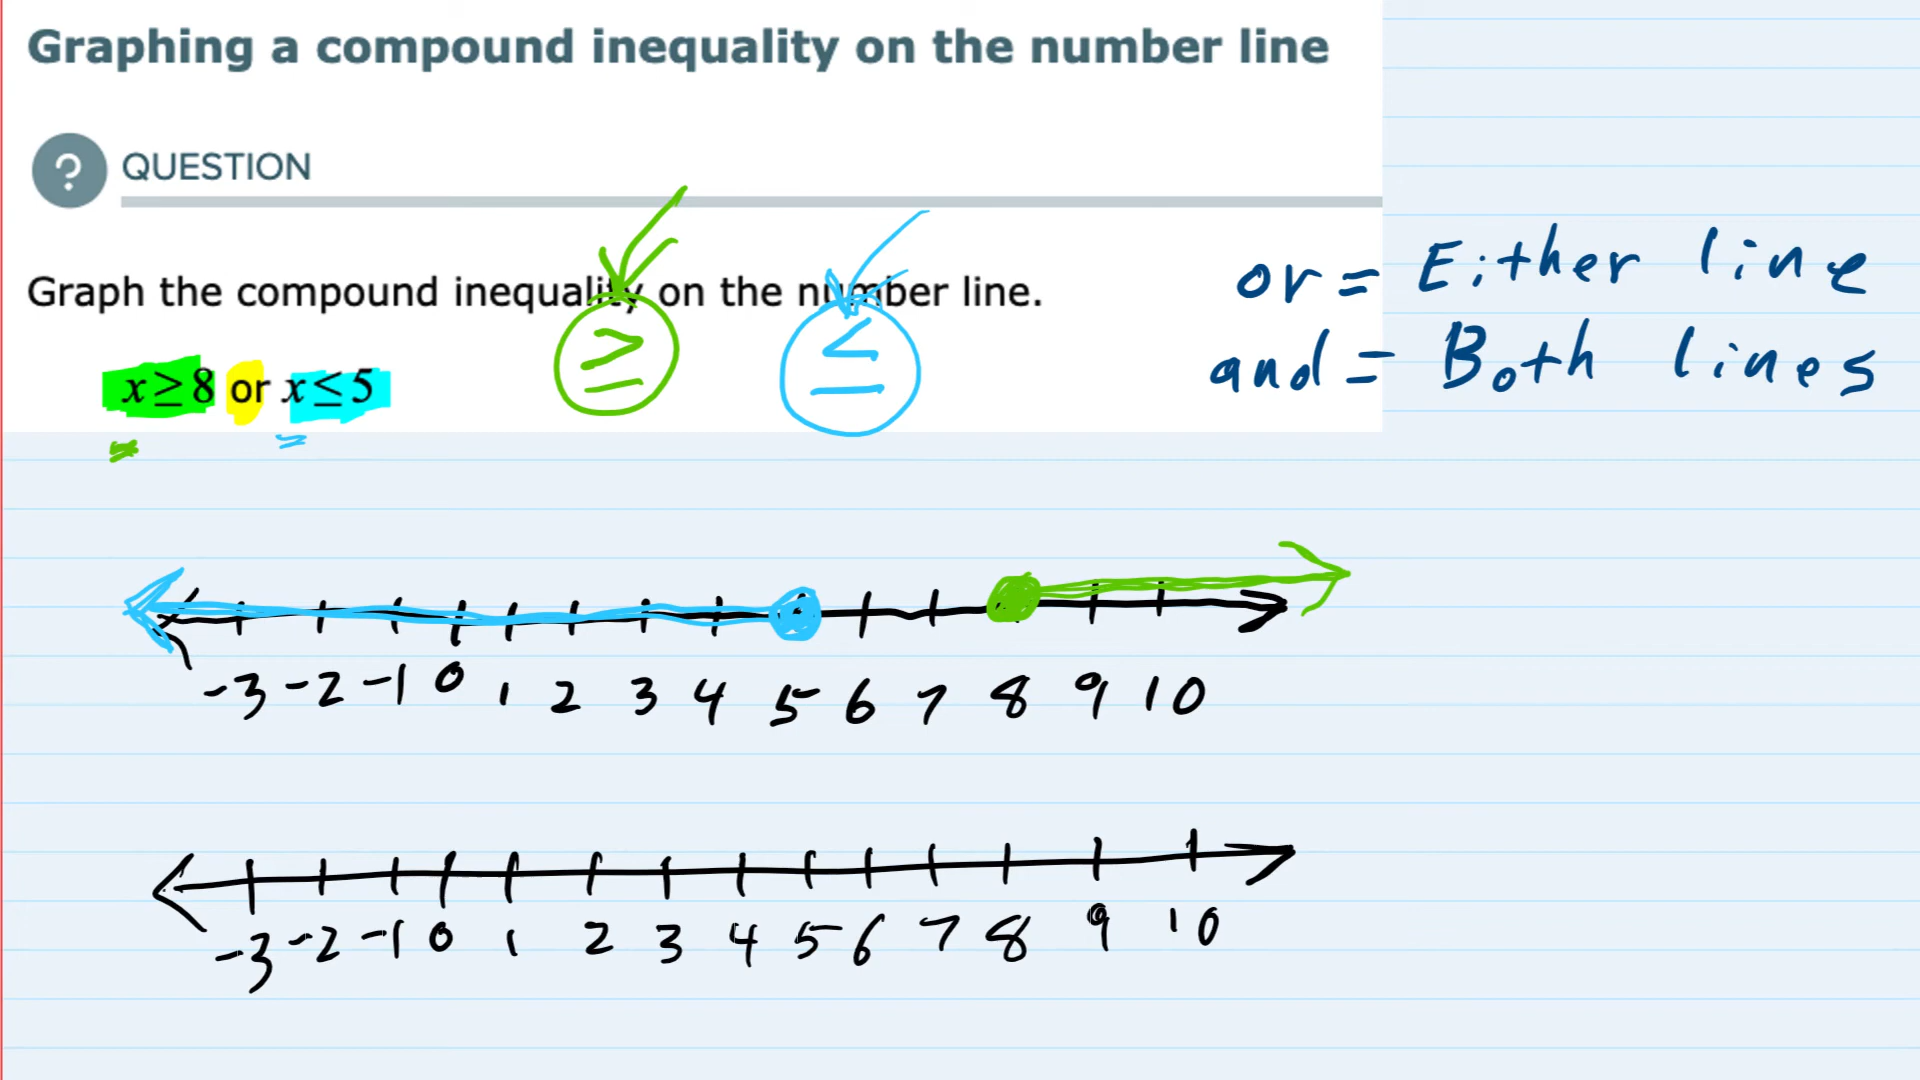 Graphing a compound inequality on the number line
? QUESTION
Graph the compound inequality on the number line.
x ≥ 8 or x ≤ 5
≥ ≤
or = Either line
and = Both lines
-3 -2 -1 0 1 2 3 4 5 6 7 8 9 10
-3 -2 -1 0 1 2 3 4 5 6 7 8 9 10